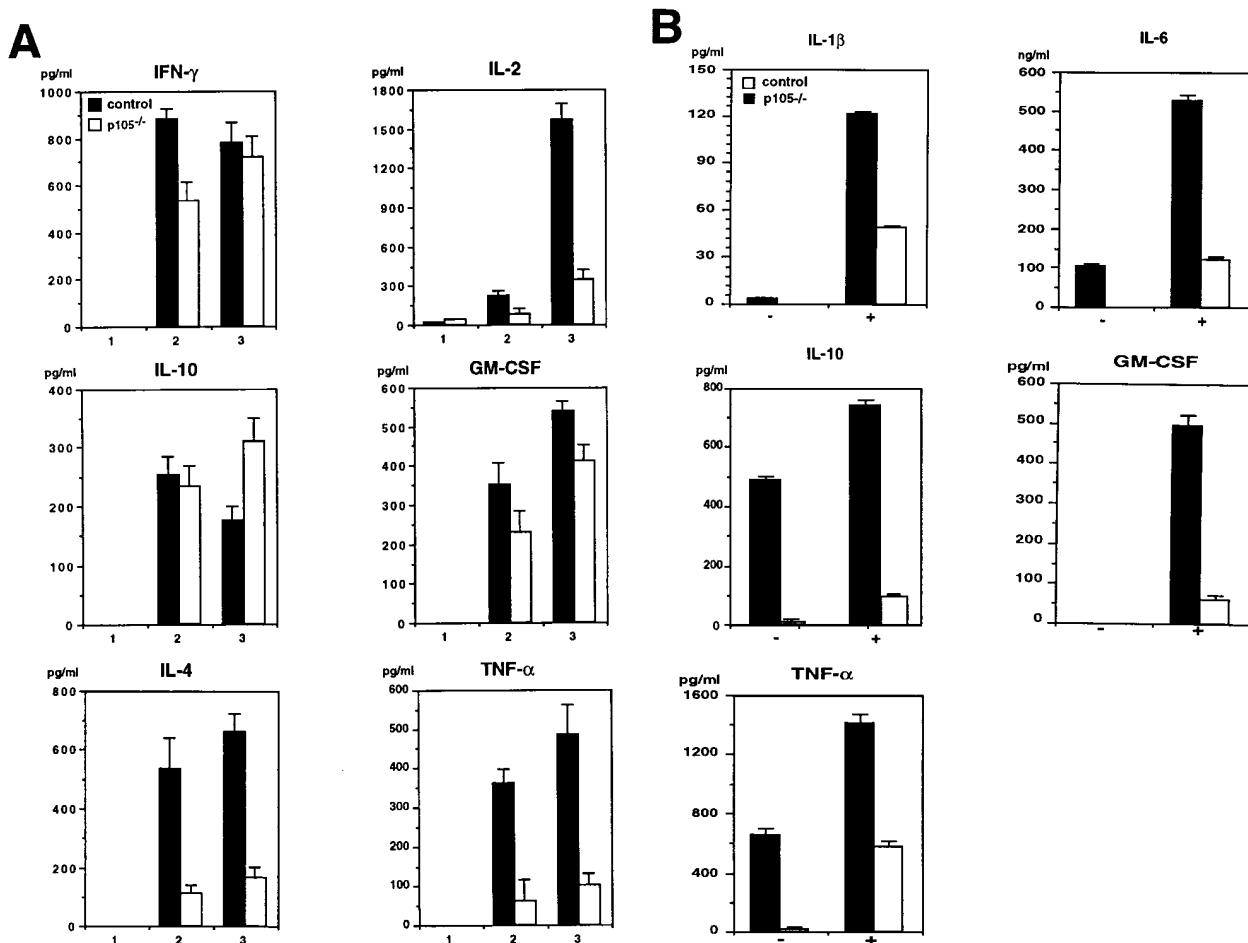 A
pg/ml
IFN-γ
1000
800
600
400
200
0
control
p105-/-
1 2 3
pg/ml
IL-2
1800
1500
1200
900
600
300
0
1 2 3
pg/ml
IL-10
400
300
200
100
0
1 2 3
pg/ml
GM-CSF
600
500
400
300
200
100
0
1 2 3
pg/ml
IL-4
800
600
400
200
0
1 2 3
pg/ml
TNF-α
600
500
400
300
200
100
0
1 2 3
B
pg/ml
IL-1β
150
120
90
60
30
0
control
p105-/-
- +
ng/ml
IL-6
600
500
400
300
200
100
0
- +
pg/ml
IL-10
800
600
400
200
0
- +
pg/ml
GM-CSF
600
500
400
300
200
100
0
- +
pg/ml
TNF-α
1600
1200
800
400
0
- +